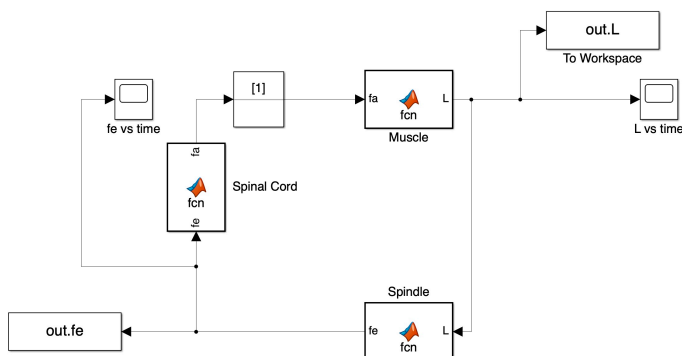 out.L
To Workspace
[1]
fa
fcn
L
Muscle
fe vs time
L vs time
fa
fcn
fe
Spinal Cord
Spindle
out.fe
fe
fcn
L